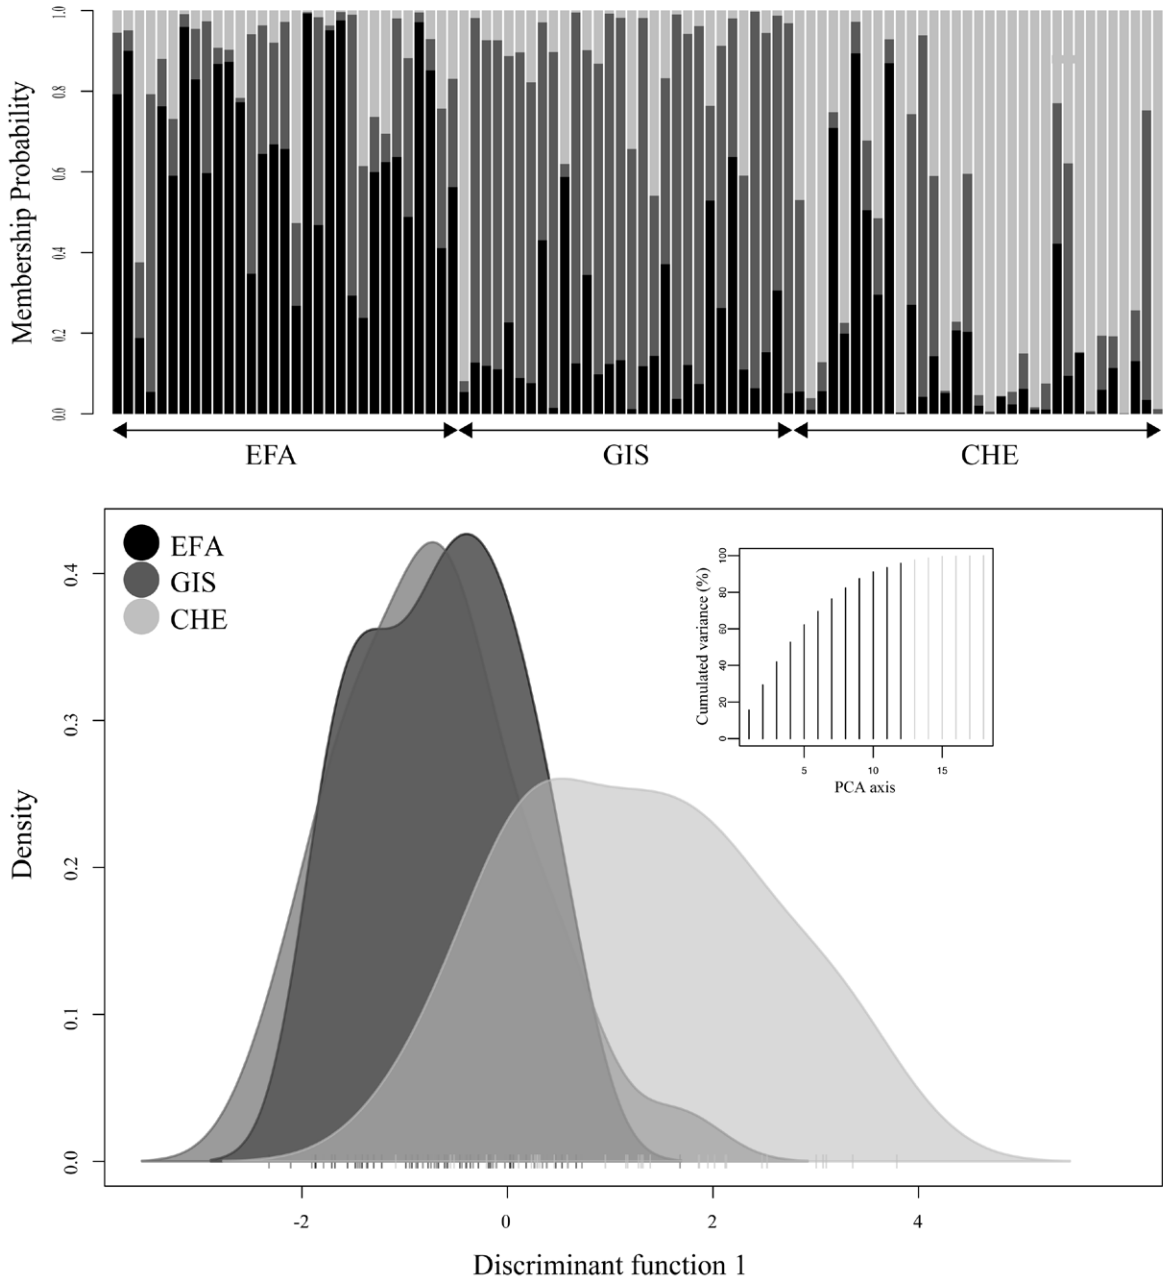 Membership Probability
1.0
0.8
0.6
0.4
0.2
0.0
EFA GIS CHE
EFA
GIS
CHE
Density
0.4
0.3
0.2
0.1
0.0
-2 0 2 4
Discriminant function 1
Cumulated variance (%)
100
80
60
40
20
0
5 10 15
PCA axis